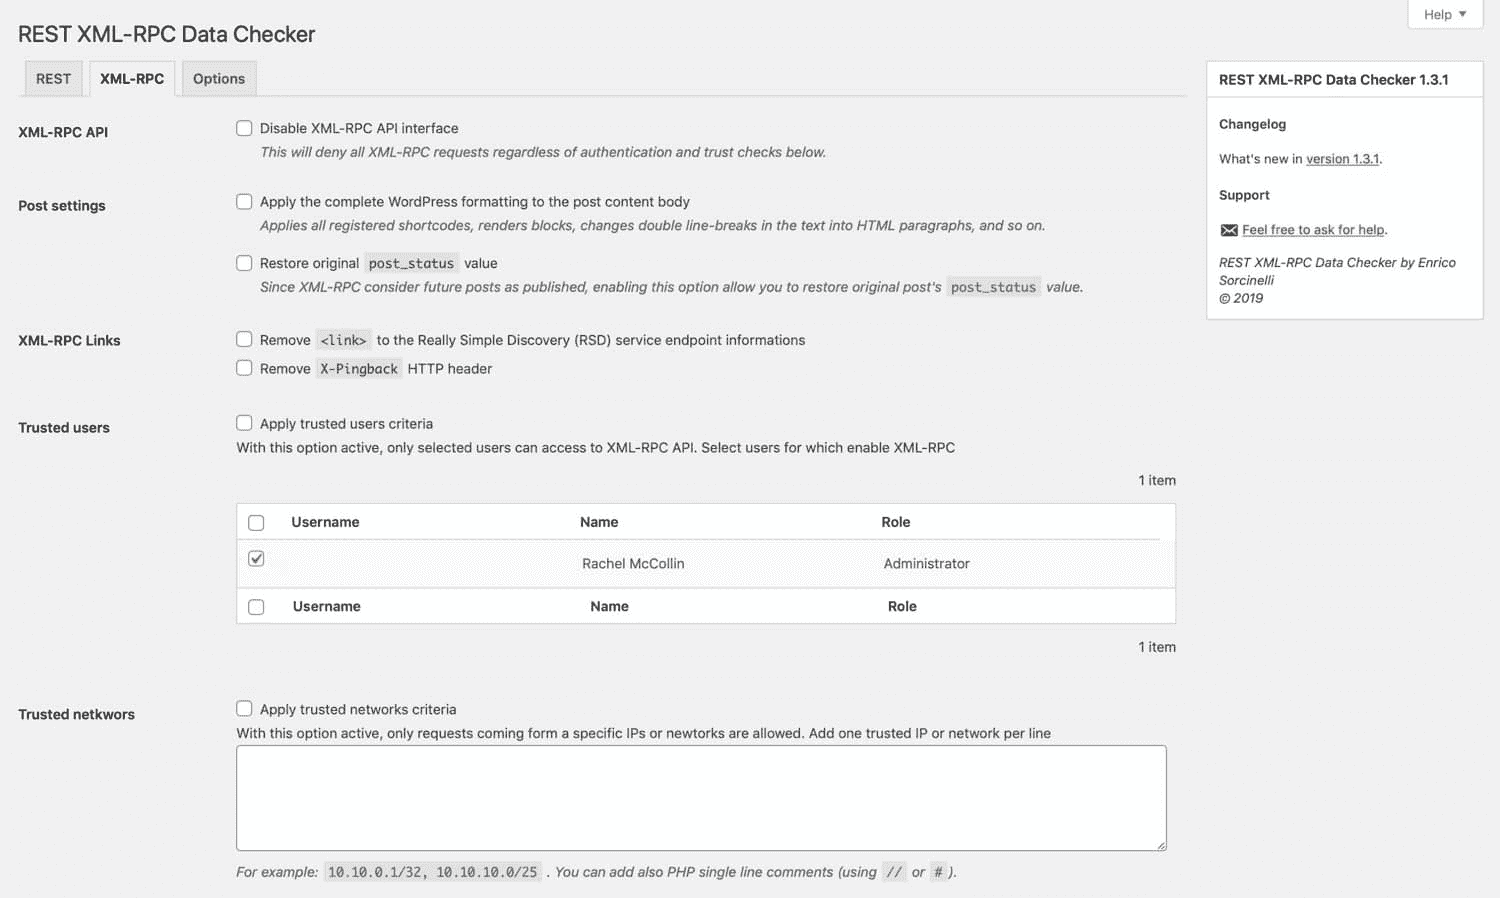 Help
REST XML-RPC Data Checker
REST
XML-RPC
Options
XML-RPC API
Disable XML-RPC API interface
This will deny all XML-RPC requests regardless of authentication and trust checks below.
Post settings
Apply the complete WordPress formatting to the post content body
Applies all registered shortcodes, renders blocks, changes double line-breaks in the text into HTML paragraphs, and so on.
Restore original post_status value
Since XML-RPC consider future posts as published, enabling this option allow you to restore original post's post_status value.
XML-RPC Links
Remove <link> to the Really Simple Discovery (RSD) service endpoint informations
Remove X-Pingback HTTP header
Trusted users
Apply trusted users criteria
With this option active, only selected users can access to XML-RPC API. Select users for which enable XML-RPC
1 item
Username Name Role
Rachel McCollin Administrator
Username Name Role
1 item
Trusted netkwors
Apply trusted networks criteria
With this option active, only requests coming form a specific IPs or newtorks are allowed. Add one trusted IP or network per line
For example: 10.10.0.1/32, 10.10.10.0/25 . You can add also PHP single line comments (using // or # ).
REST XML-RPC Data Checker 1.3.1
Changelog
What's new in version 1.3.1.
Support
Feel free to ask for help.
REST XML-RPC Data Checker by Enrico
Sorcinelli
© 2019